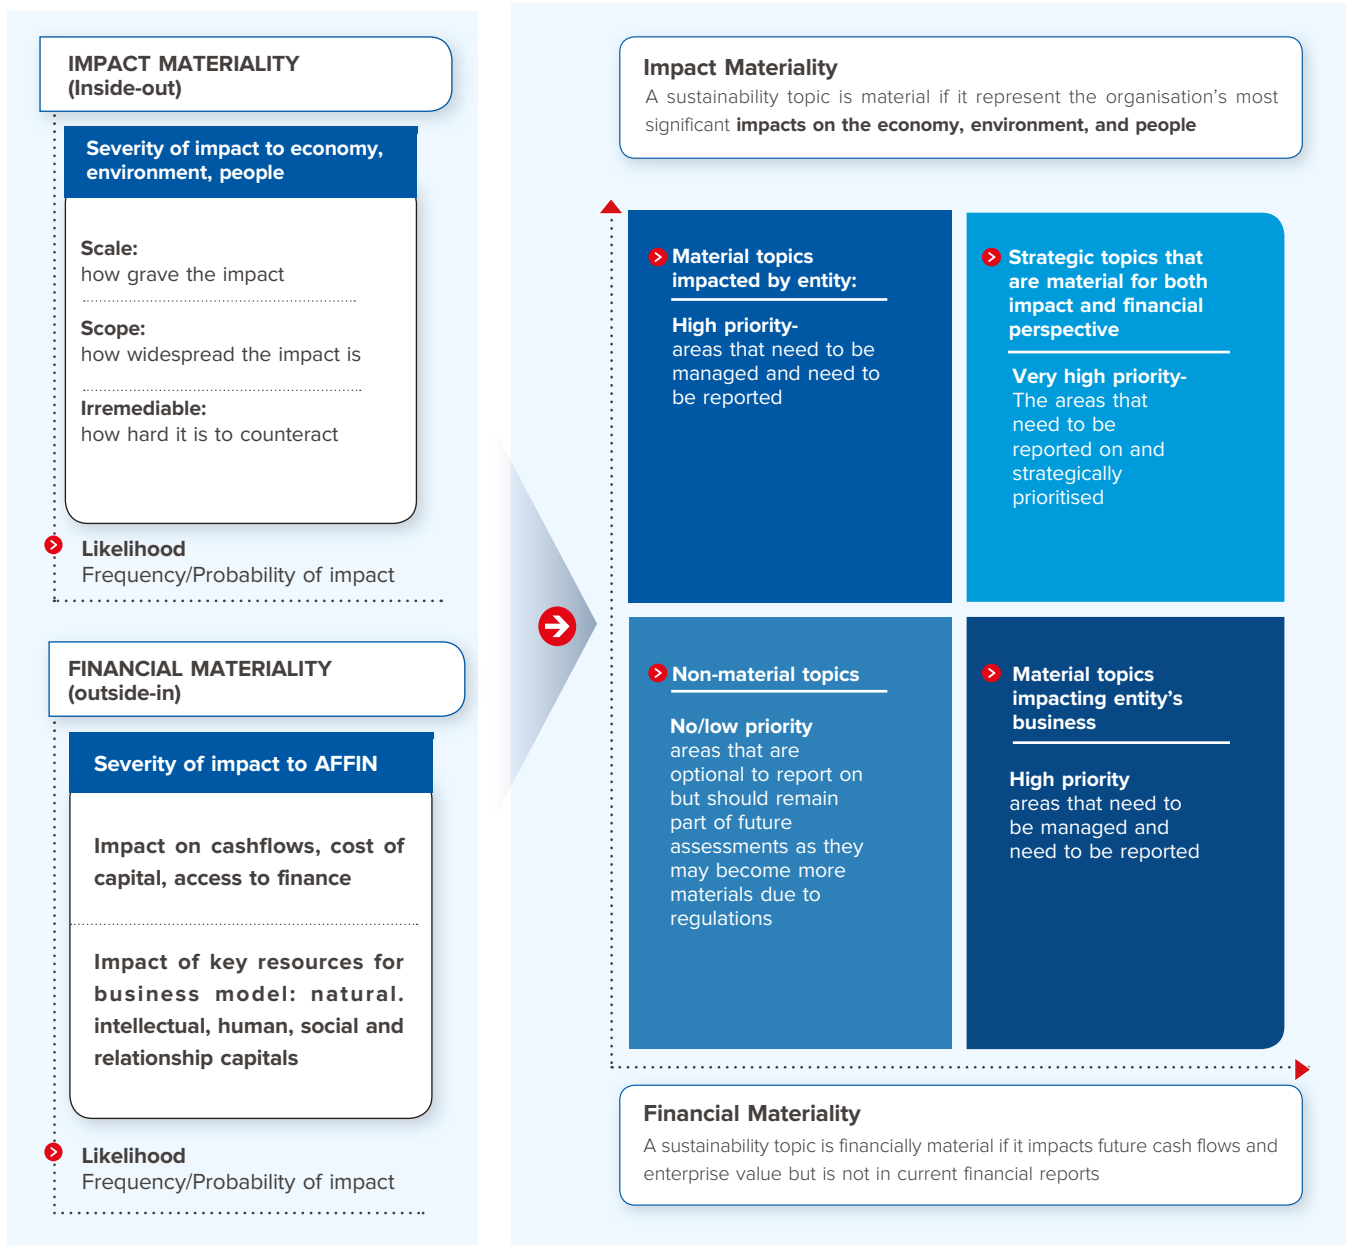 IMPACT MATERIALITY
(Inside-out)
Severity of impact to economy,
environment, people
Scale:
how grave the impact
Scope:
how widespread the impact is
Irremediable:
how hard it is to counteract
Likelihood
Frequency/Probability of impact
FINANCIAL MATERIALITY
(outside-in)
Severity of impact to AFFIN
Impact on cashflows, cost of
capital, access to finance
Impact of key resources for
business model: natural.
intellectual, human, social and
relationship capitals
Likelihood
Frequency/Probability of impact
Impact Materiality
A sustainability topic is material if it represent the organisation's most
significant impacts on the economy, environment, and people
Material topics
impacted by entity:
High priority-
areas that need to be
managed and need to
be reported
Strategic topics that
are material for both
impact and financial
perspective
Very high priority-
The areas that
need to be
reported on and
strategically
prioritised
Non-material topics
No/low priority
areas that are
optional to report on
but should remain
part of future
assessments as they
may become more
materials due to
regulations
Material topics
impacting entity's
business
High priority
areas that need to
be managed and
need to be reported
Financial Materiality
A sustainability topic is financially material if it impacts future cash flows and
enterprise value but is not in current financial reports